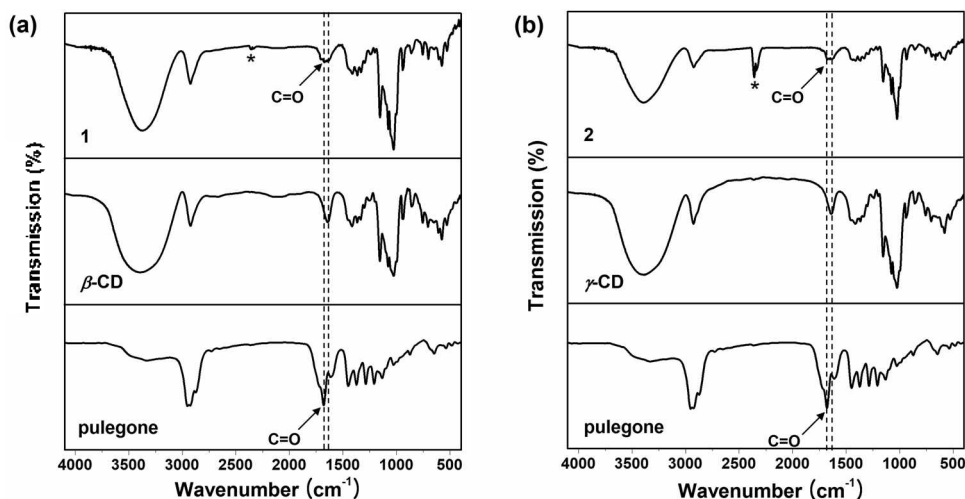 (a)
Transmission (%)
*
C=O
1
β-CD
C=O
pulegone
4000 3500 3000 2500 2000 1500 1000 500
Wavenumber (cm⁻¹)
(b)
Transmission (%)
*
C=O
2
γ-CD
C=O
pulegone
4000 3500 3000 2500 2000 1500 1000 500
Wavenumber (cm⁻¹)